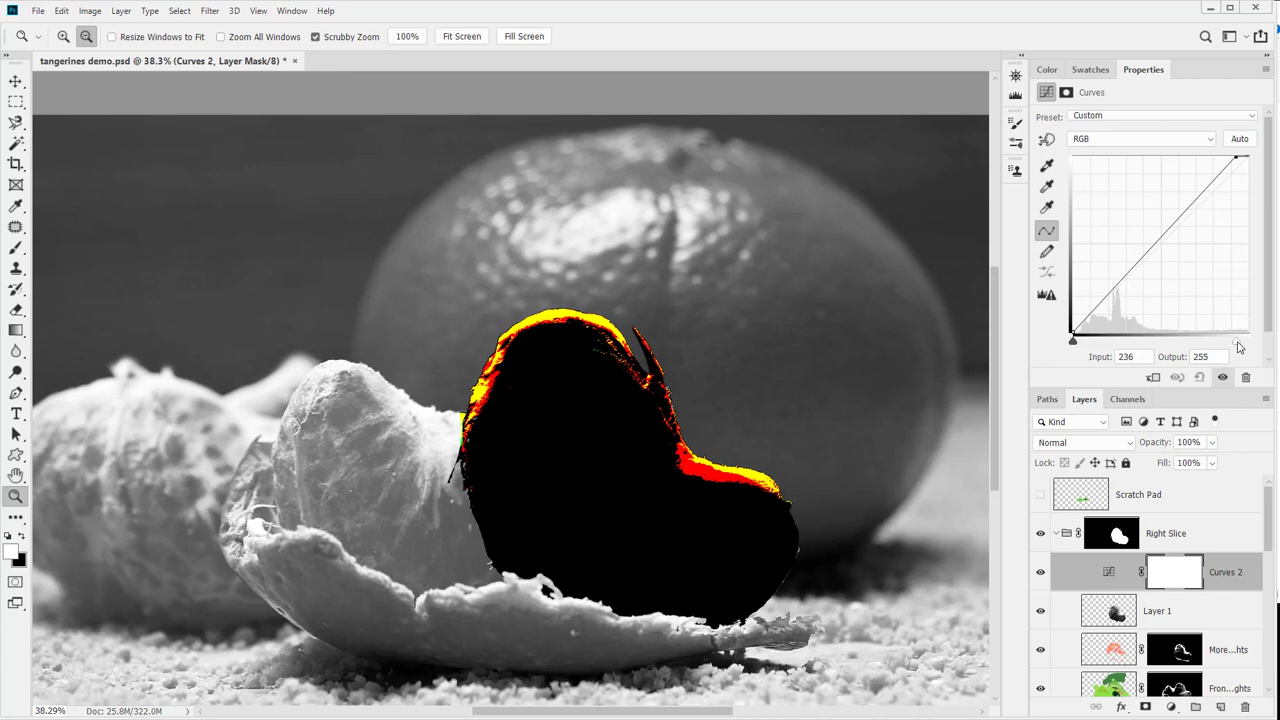 Ps File Edit Image Layer Type Select Filter 3D View Window Help
Resize Windows to Fit Zoom All Windows Scrubby Zoom 100% Fit Screen Fill Screen
tangerines demo.psd @ 38.3% (Curves 2, Layer Mask/8) * ×
Color Swatches Properties
Curves
Preset: Custom
RGB Auto
Input: 236 Output: 255
Paths Layers Channels
Kind
Normal Opacity: 100%
Lock: Fill: 100%
Scratch Pad
Right Slice
Curves 2
Layer 1
More...hts
Fron...ghts
38.29% Doc: 25.8M/322.0M